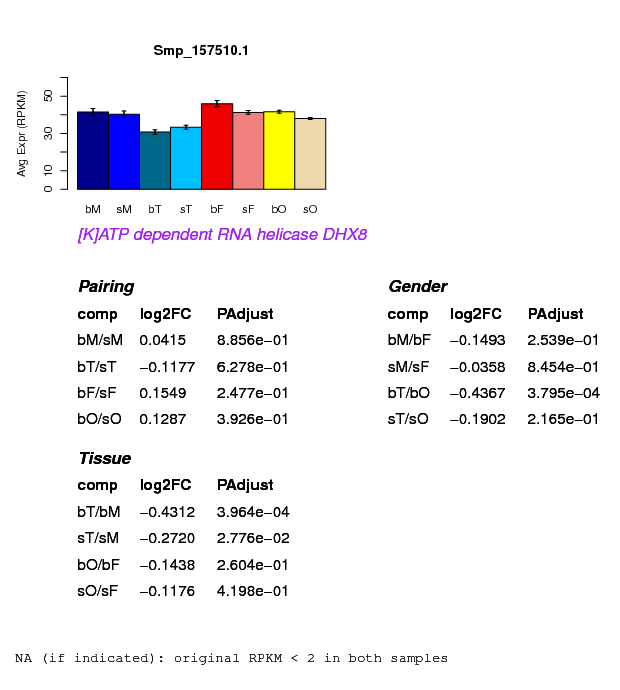 Smp_157510.1
Avg Expr (RPKM)
0 10 30 50
bM sM bT sT bF sF bO sO
[K]ATP dependent RNA helicase DHX8
Pairing
comp log2FC PAdjust
bM/sM 0.0415 8.856e−01
bT/sT −0.1177 6.278e−01
bF/sF 0.1549 2.477e−01
bO/sO 0.1287 3.926e−01
Gender
comp log2FC PAdjust
bM/bF −0.1493 2.539e−01
sM/sF −0.0358 8.454e−01
bT/bO −0.4367 3.795e−04
sT/sO −0.1902 2.165e−01
Tissue
comp log2FC PAdjust
bT/bM −0.4312 3.964e−04
sT/sM −0.2720 2.776e−02
bO/bF −0.1438 2.604e−01
sO/sF −0.1176 4.198e−01
NA (if indicated): original RPKM < 2 in both samples